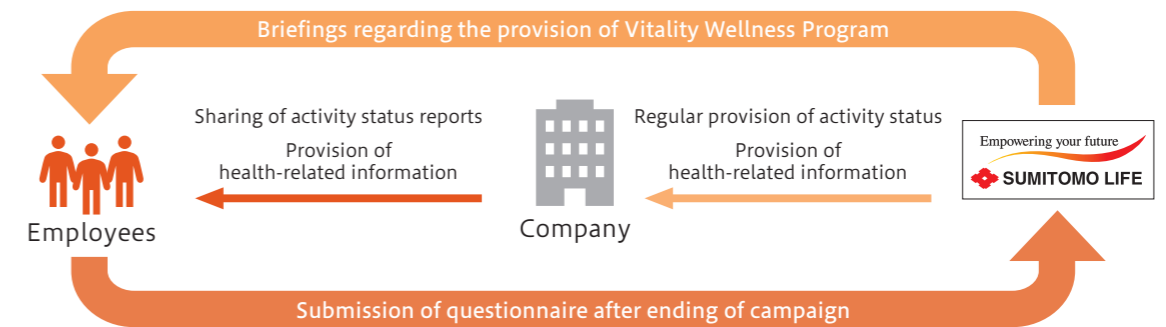 Briefings regarding the provision of Vitality Wellness Program
Sharing of activity status reports
Provision of
health-related information
Employees
Company
Regular provision of activity status
Provision of
health-related information
Empowering your future
SUMITOMO LIFE
Submission of questionnaire after ending of campaign